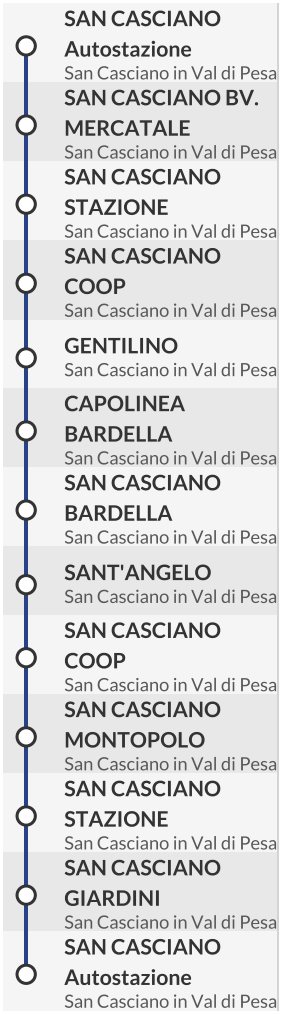 SAN CASCIANO
Autostazione
San Casciano in Val di Pesa
SAN CASCIANO BV.
MERCATALE
San Casciano in Val di Pesa
SAN CASCIANO
STAZIONE
San Casciano in Val di Pesa
SAN CASCIANO
COOP
San Casciano in Val di Pesa
GENTILINO
San Casciano in Val di Pesa
CAPOLINEA
BARDELLA
San Casciano in Val di Pesa
SAN CASCIANO
BARDELLA
San Casciano in Val di Pesa
SANT'ANGELO
San Casciano in Val di Pesa
SAN CASCIANO
COOP
San Casciano in Val di Pesa
SAN CASCIANO
MONTOPOLO
San Casciano in Val di Pesa
SAN CASCIANO
STAZIONE
San Casciano in Val di Pesa
SAN CASCIANO
GIARDINI
San Casciano in Val di Pesa
SAN CASCIANO
Autostazione
San Casciano in Val di Pesa